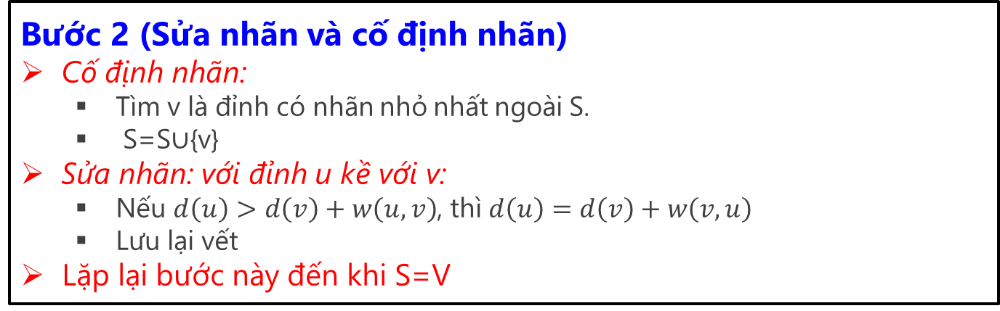 Bước 2 (Sửa nhãn và cố định nhãn)
➢ Cố định nhãn:
▪ Tìm v là đỉnh có nhãn nhỏ nhất ngoài S.
▪ S=S∪{v}
➢ Sửa nhãn: với đỉnh u kề với v:
▪ Nếu 𝑑(𝑢) > 𝑑(𝑣) + 𝑤(𝑢, 𝑣), thì 𝑑(𝑢) = 𝑑(𝑣) + 𝑤(𝑣, 𝑢)
▪ Lưu lại vết
➢ Lặp lại bước này đến khi S=V